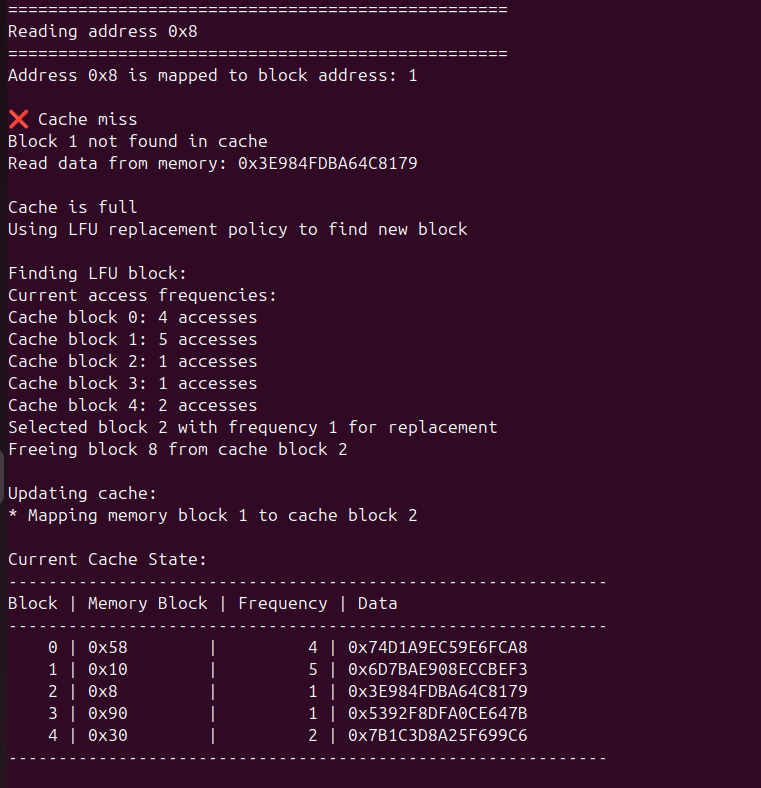 ==================================================
Reading address 0x8
==================================================
Address 0x8 is mapped to block address: 1
❌ Cache miss
Block 1 not found in cache
Read data from memory: 0x3E984FDBA64C8179
Cache is full
Using LFU replacement policy to find new block
Finding LFU block:
Current access frequencies:
Cache block 0: 4 accesses
Cache block 1: 5 accesses
Cache block 2: 1 accesses
Cache block 3: 1 accesses
Cache block 4: 2 accesses
Selected block 2 with frequency 1 for replacement
Freeing block 8 from cache block 2
Updating cache:
* Mapping memory block 1 to cache block 2
Current Cache State:
------------------------------------------------------------
Block | Memory Block | Frequency | Data
------------------------------------------------------------
    0 | 0x58        |         4 | 0x74D1A9EC59E6FCA8
    1 | 0x10        |         5 | 0x6D7BAE908ECCBEF3
    2 | 0x8         |         1 | 0x3E984FDBA64C8179
    3 | 0x90        |         1 | 0x5392F8DFA0CE647B
    4 | 0x30        |         2 | 0x7B1C3D8A25F699C6
------------------------------------------------------------